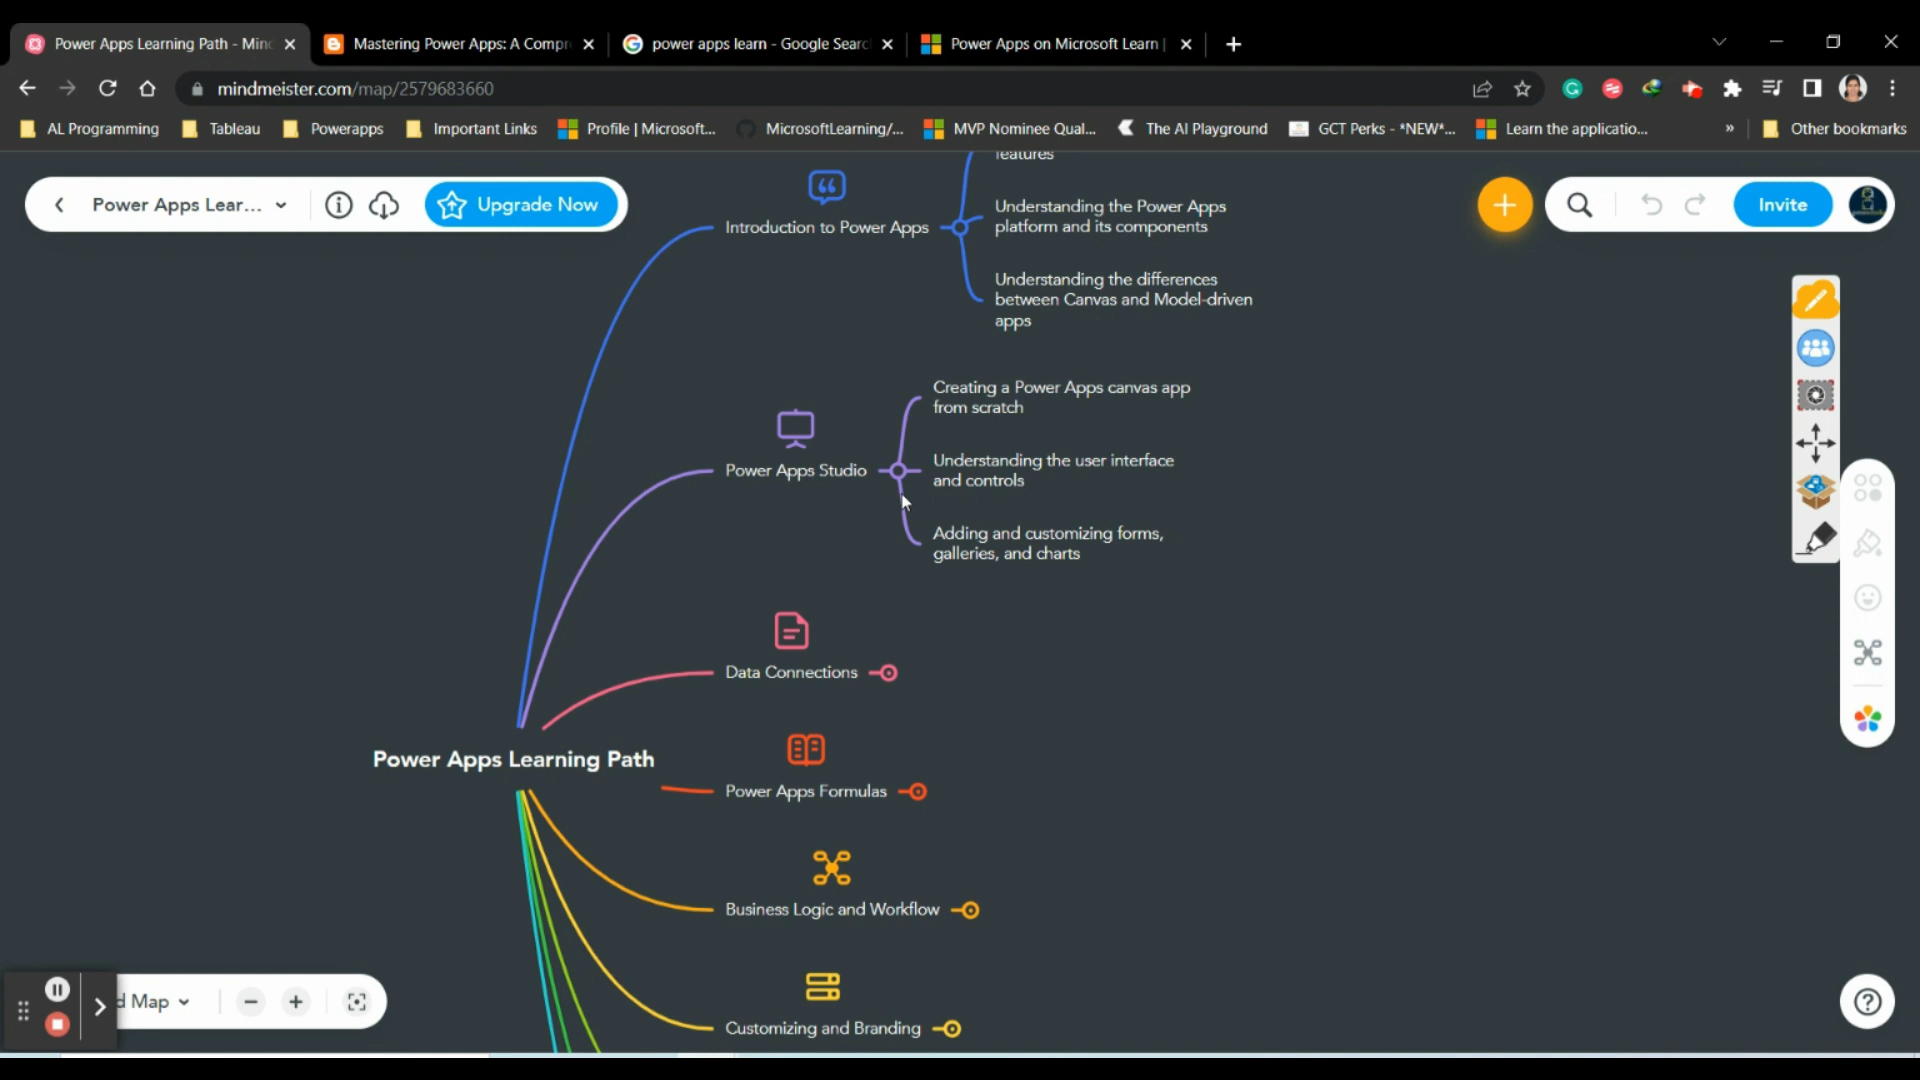 Power Apps Learning Path - Mind
Mastering Power Apps: A Compr
power apps learn - Google Searc
Power Apps on Microsoft Learn |
mindmeister.com/map/2579683660
AL Programming
Tableau
Powerapps
Important Links
Profile | Microsoft...
MicrosoftLearning/...
MVP Nominee Qual...
The AI Playground
GCT Perks - *NEW*...
Learn the applicatio...
»
Other bookmarks
features
Power Apps Lear...
Upgrade Now
Invite
Introduction to Power Apps
Understanding the Power Apps
platform and its components
Understanding the differences
between Canvas and Model-driven
apps
Power Apps Studio
Creating a Power Apps canvas app
from scratch
Understanding the user interface
and controls
Adding and customizing forms,
galleries, and charts
Data Connections
Power Apps Learning Path
Power Apps Formulas
Business Logic and Workflow
Customizing and Branding
d Map